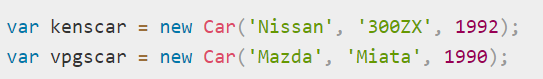 var kenscar = new Car('Nissan', '300ZX', 1992);
var vpgscar = new Car('Mazda', 'Miata', 1990);